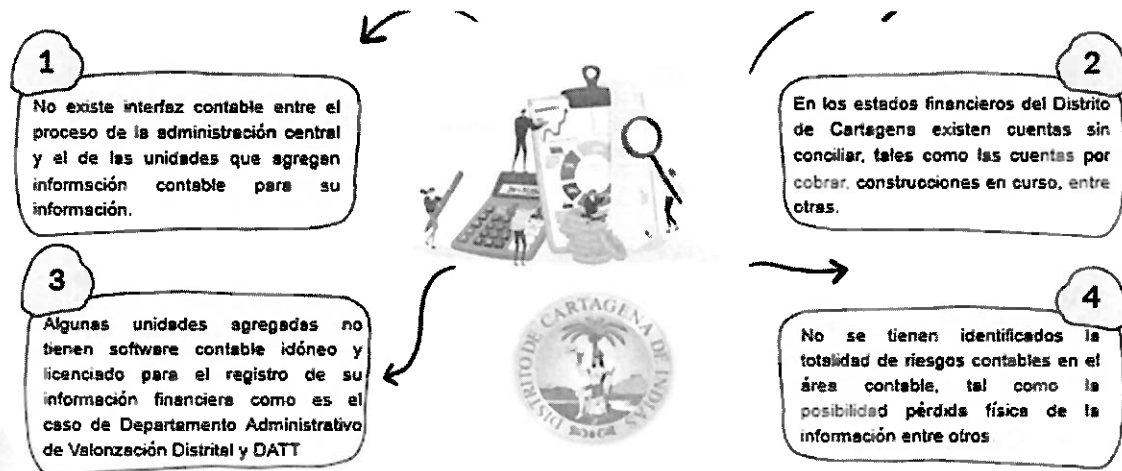 1
No existe interfaz contable entre el
proceso de la administración central
y el de las unidades que agregan
información contable para su
información.
2
En los estados financieros del Distrito
de Cartagena existen cuentas sin
conciliar, tales como las cuentas por
cobrar, construcciones en curso, entre
otras.
3
Algunas unidades agregadas no
tienen software contable idóneo y
licenciado para el registro de su
información financiera como es el
caso de Departamento Administrativo
de Valorización Distrital y DATT
4
No se tienen identificados la
totalidad de riesgos contables en el
área contable, tal como la
posibilidad pérdida física de la
información entre otros
DISTRITO DE CARTAGENA DE INDIAS